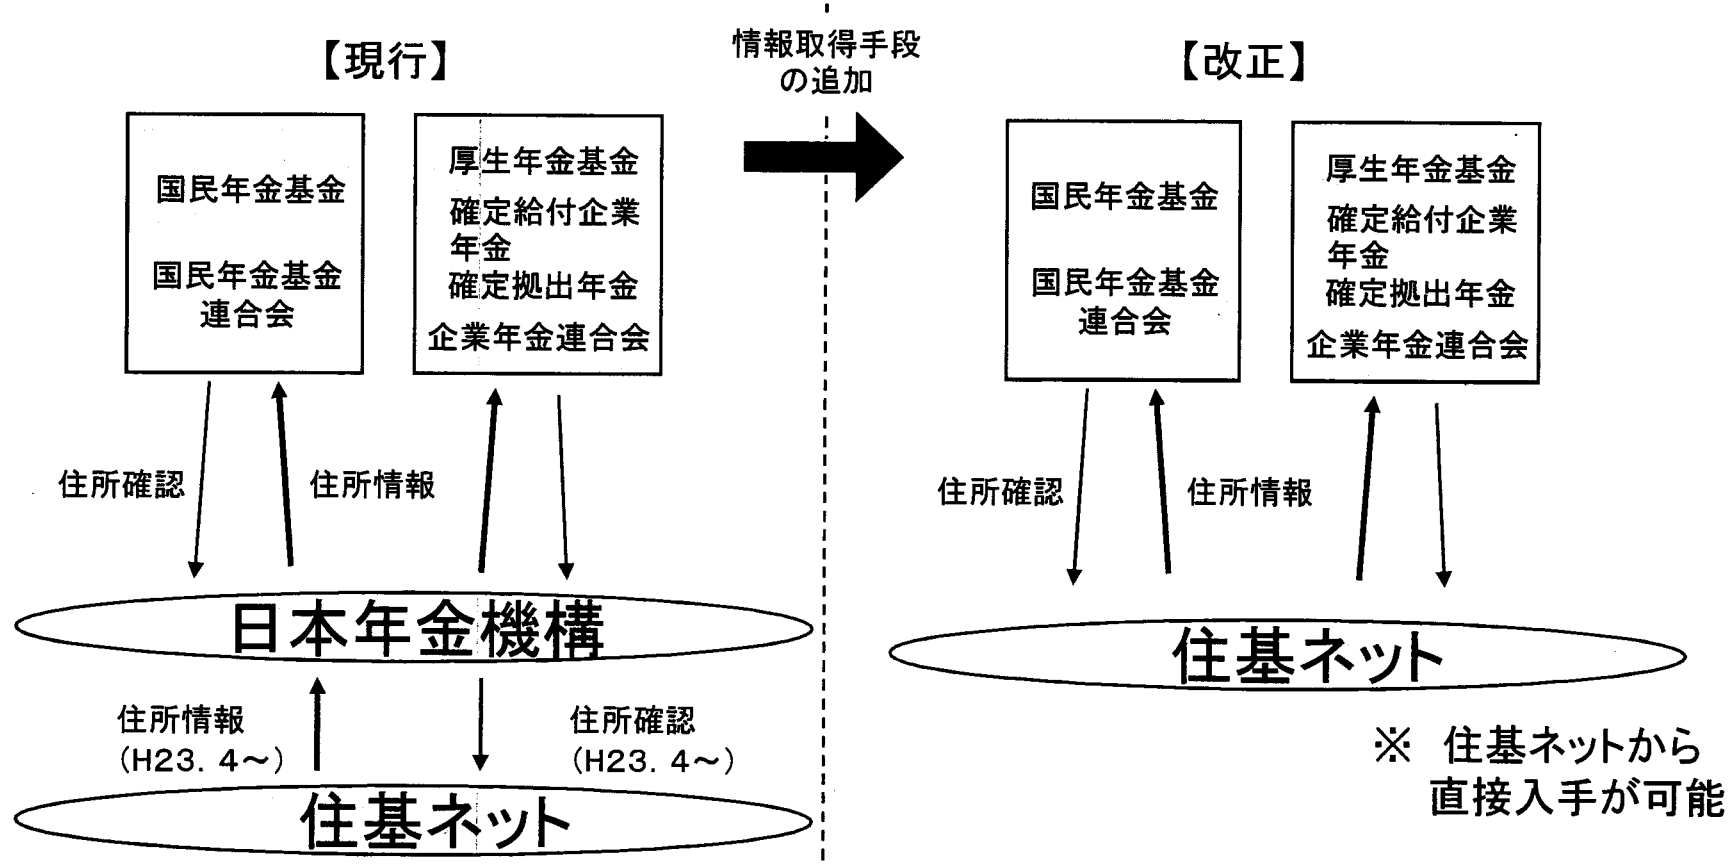 【現行】
国民年金基金
国民年金基金
連合会
厚生年金基金
確定給付企業
年金
確定拠出年金
企業年金連合会
住所確認
住所情報
日本年金機構
住所情報
(H23.4～)
住所確認
(H23.4～)
住基ネット
情報取得手段
の追加
【改正】
国民年金基金
国民年金基金
連合会
厚生年金基金
確定給付企業
年金
確定拠出年金
企業年金連合会
住所確認
住所情報
住基ネット
※ 住基ネットから
直接入手が可能